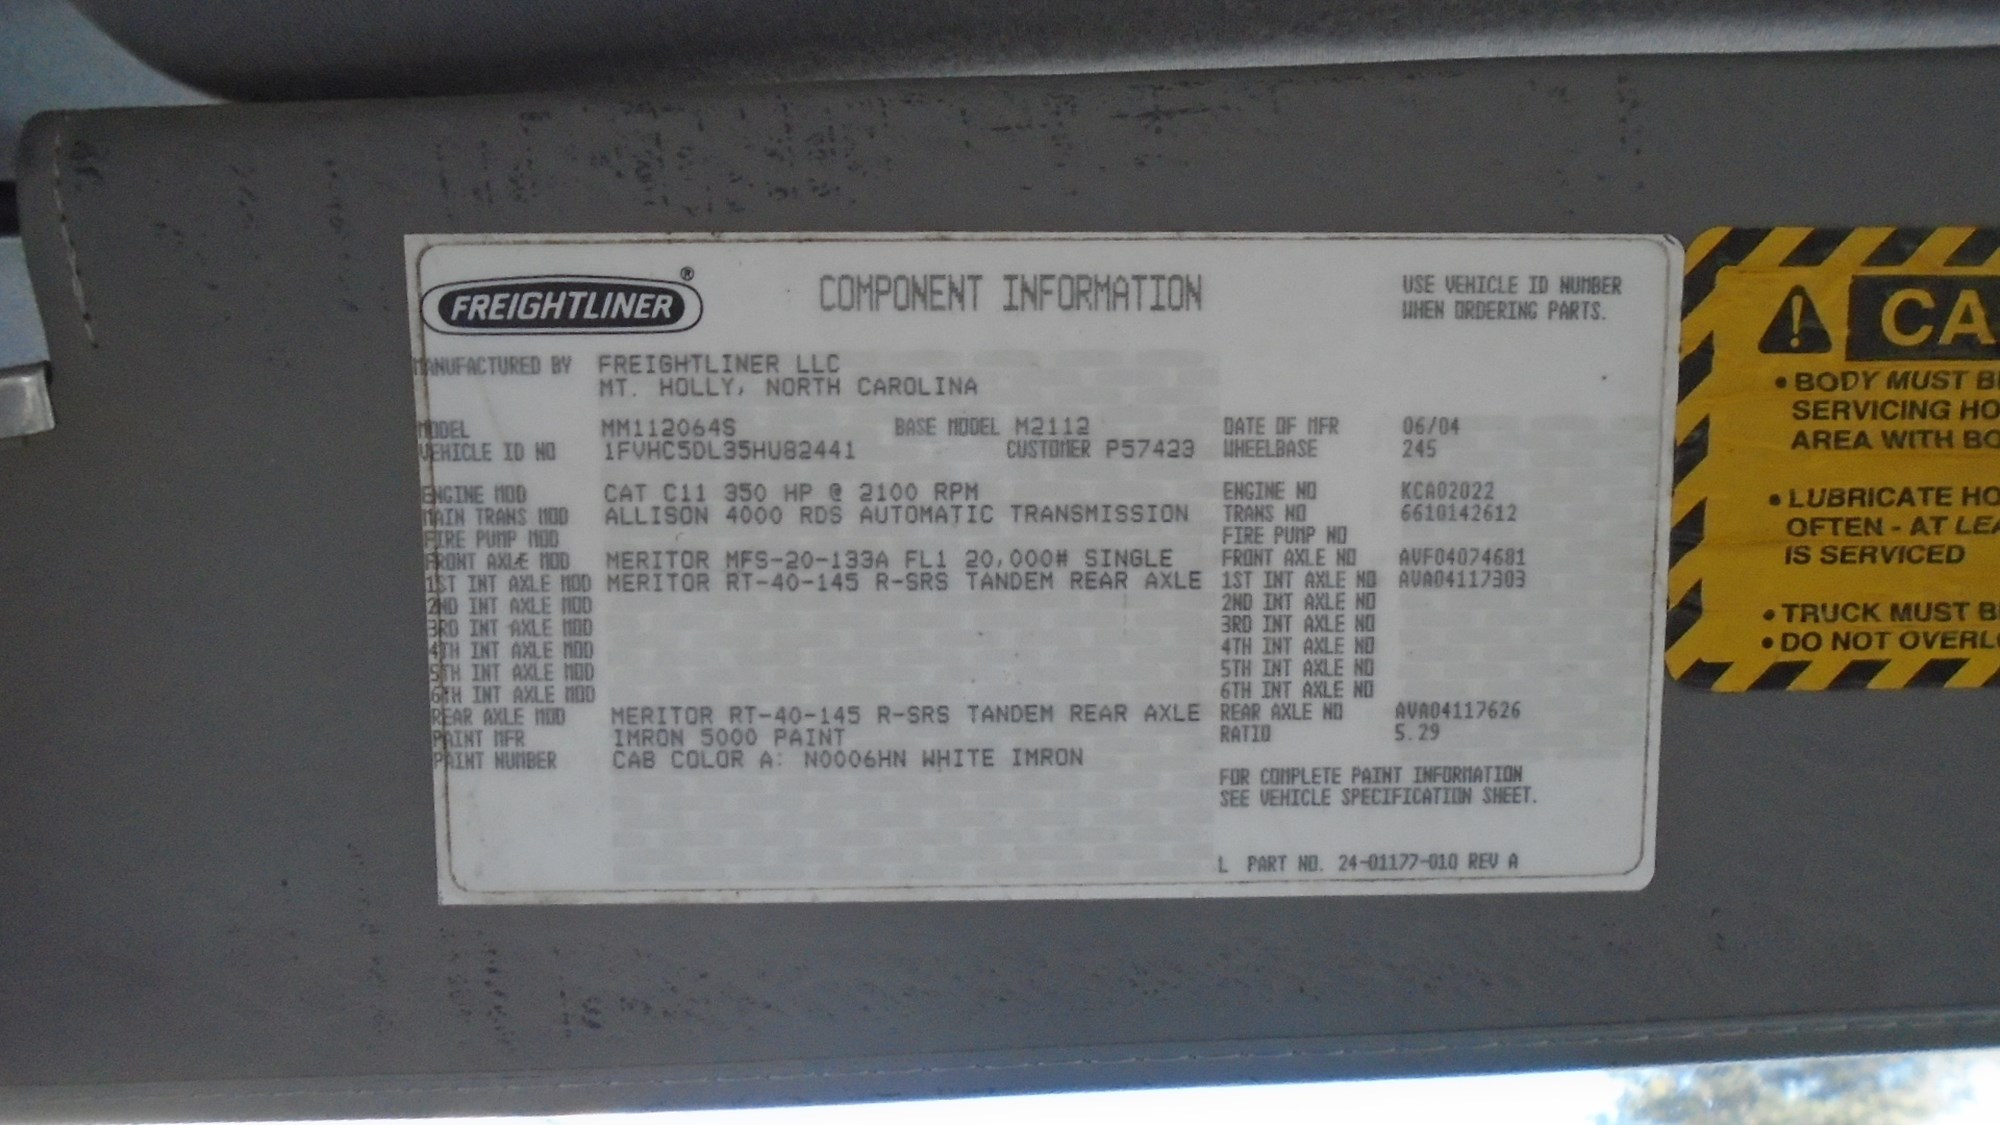 FREIGHTLINER ®
COMPONENT INFORMATION
USE VEHICLE ID NUMBER
WHEN ORDERING PARTS.
MANUFACTURED BY FREIGHTLINER LLC
MT. HOLLY, NORTH CAROLINA
MODEL MM112064S BASE MODEL M2112 DATE OF MFR 06/04
VEHICLE ID NO 1FVHC5DL35HU82441 CUSTOMER P57423 WHEELBASE 245
ENGINE MOD CAT C11 350 HP @ 2100 RPM ENGINE NO KCA02022
MAIN TRANS MOD ALLISON 4000 RDS AUTOMATIC TRANSMISSION TRANS NO 6610142612
FIRE PUMP MOD FIRE PUMP NO
FRONT AXLE MOD MERITOR MFS-20-133A FL1 20,000# SINGLE FRONT AXLE NO AVF04074681
1ST INT AXLE MOD MERITOR RT-40-145 R-SRS TANDEM REAR AXLE 1ST INT AXLE NO AVA04117303
2ND INT AXLE MOD 2ND INT AXLE NO
3RD INT AXLE MOD 3RD INT AXLE NO
4TH INT AXLE MOD 4TH INT AXLE NO
5TH INT AXLE MOD 5TH INT AXLE NO
6TH INT AXLE MOD 6TH INT AXLE NO
REAR AXLE MOD MERITOR RT-40-145 R-SRS TANDEM REAR AXLE REAR AXLE NO AVA04117626
PAINT MFR IMRON 5000 PAINT RATIO 5.29
PAINT NUMBER CAB COLOR A: N0006HN WHITE IMRON
FOR COMPLETE PAINT INFORMATION
SEE VEHICLE SPECIFICATION SHEET.
L PART NO. 24-01177-010 REV A
CA
• BODY MUST B
SERVICING HO
AREA WITH BO
• LUBRICATE HO
OFTEN - AT LEA
IS SERVICED
• TRUCK MUST B
• DO NOT OVERL